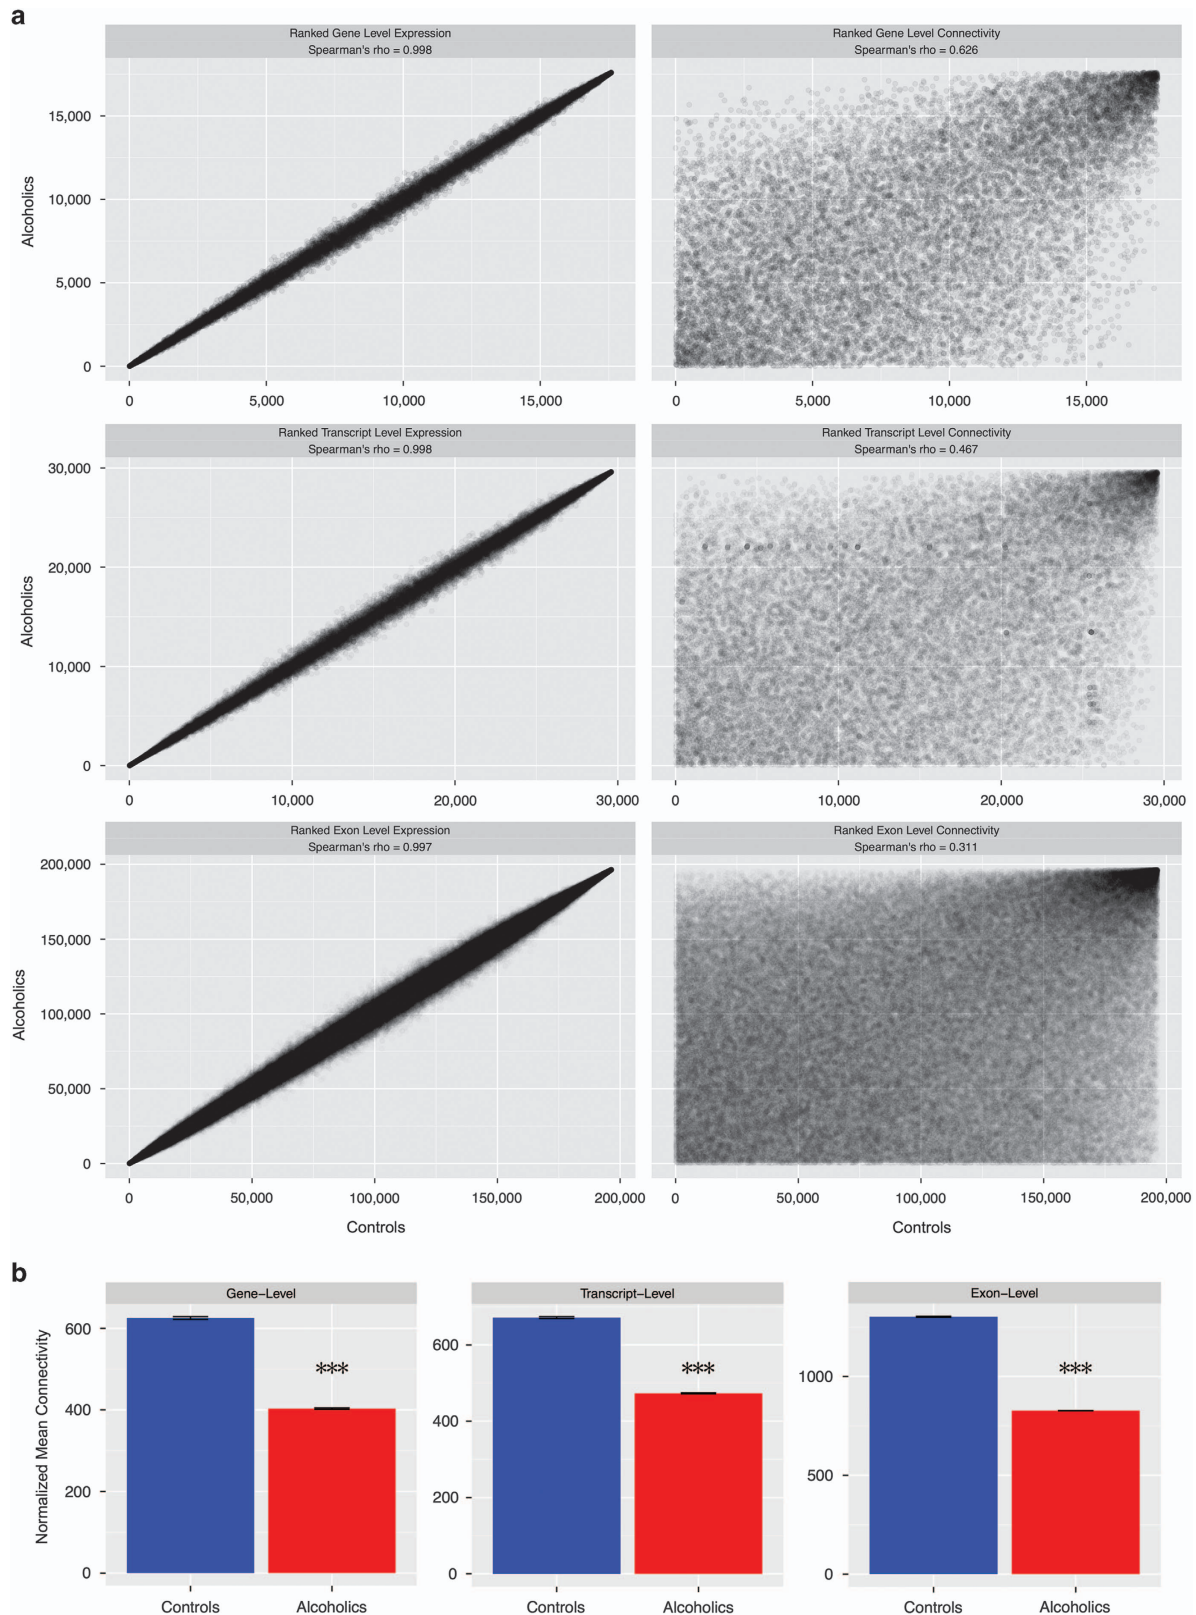 a
Ranked Gene Level Expression
Spearman's rho = 0.998
Ranked Gene Level Connectivity
Spearman's rho = 0.626
Alcoholics
15,000
10,000
5,000
0
0 5,000 10,000 15,000
0 5,000 10,000 15,000
Ranked Transcript Level Expression
Spearman's rho = 0.998
Ranked Transcript Level Connectivity
Spearman's rho = 0.467
Alcoholics
30,000
20,000
10,000
0
0 10,000 20,000 30,000
0 10,000 20,000 30,000
Ranked Exon Level Expression
Spearman's rho = 0.997
Ranked Exon Level Connectivity
Spearman's rho = 0.311
Alcoholics
200,000
150,000
100,000
50,000
0
0 50,000 100,000 150,000 200,000
0 50,000 100,000 150,000 200,000
Controls
Controls
b
Gene–Level
Transcript–Level
Exon–Level
Normalized Mean Connectivity
600
400
200
0
***
Controls Alcoholics
600
400
200
0
***
Controls Alcoholics
1000
500
0
***
Controls Alcoholics